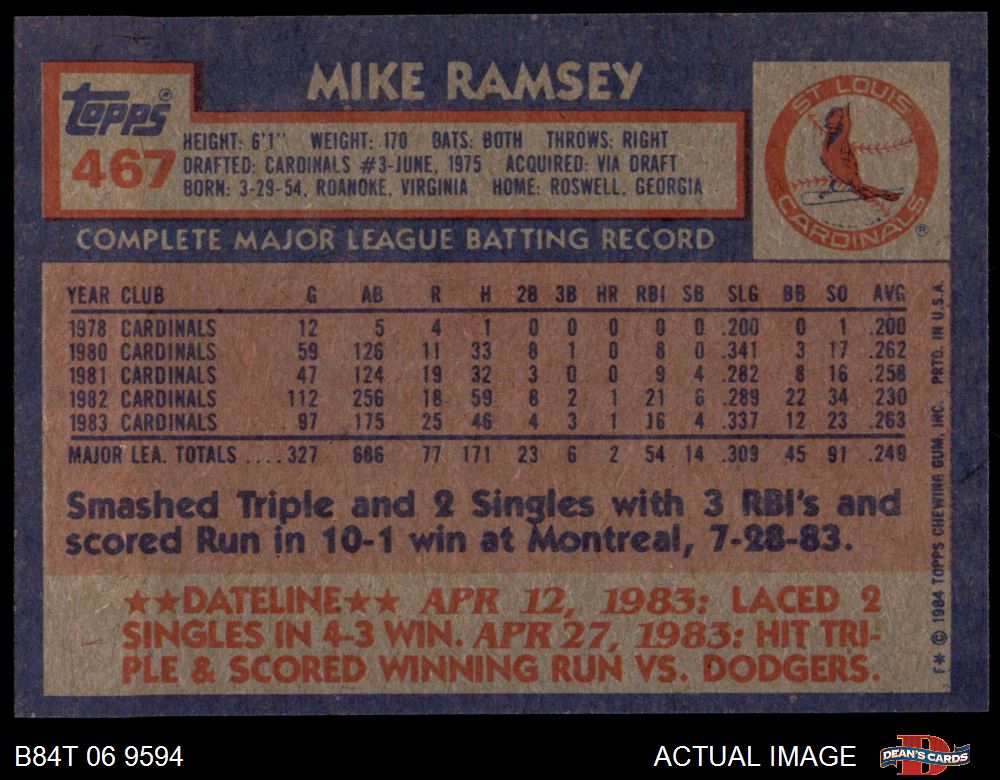 MIKE RAMSEY
Topps®
467
HEIGHT: 6'1" WEIGHT: 170 BATS: BOTH THROWS: RIGHT
DRAFTED: CARDINALS #3-JUNE, 1975 ACQUIRED: VIA DRAFT
BORN: 3-29-54, ROANOKE, VIRGINIA HOME: ROSWELL, GEORGIA
ST LOUIS
CARDINALS ®
COMPLETE MAJOR LEAGUE BATTING RECORD
YEAR CLUB G AB R H 2B 3B HR RBI SB SLG BB SO AVG
1978 CARDINALS 12 5 4 1 0 0 0 0 0 .200 0 1 .200
1980 CARDINALS 59 126 11 33 8 1 0 8 0 .341 3 17 .262
1981 CARDINALS 47 124 19 32 3 0 0 9 4 .282 8 16 .258
1982 CARDINALS 112 256 18 59 8 2 1 21 6 .289 22 34 .230
1983 CARDINALS 97 175 25 46 4 3 1 16 4 .337 12 23 .263
MAJOR LEA. TOTALS ....327 686 77 171 23 6 2 54 14 .309 45 91 .249
Smashed Triple and 2 Singles with 3 RBI's and
scored Run in 10-1 win at Montreal, 7-28-83.
★★DATELINE★★ APR 12, 1983: LACED 2
SINGLES IN 4-3 WIN. APR 27, 1983: HIT TRI-
PLE & SCORED WINNING RUN VS. DODGERS.
F* © 1984 TOPPS CHEWING GUM, INC. PRTD. IN U.S.A.
B84T 06 9594
ACTUAL IMAGE
DEAN'S CARDS